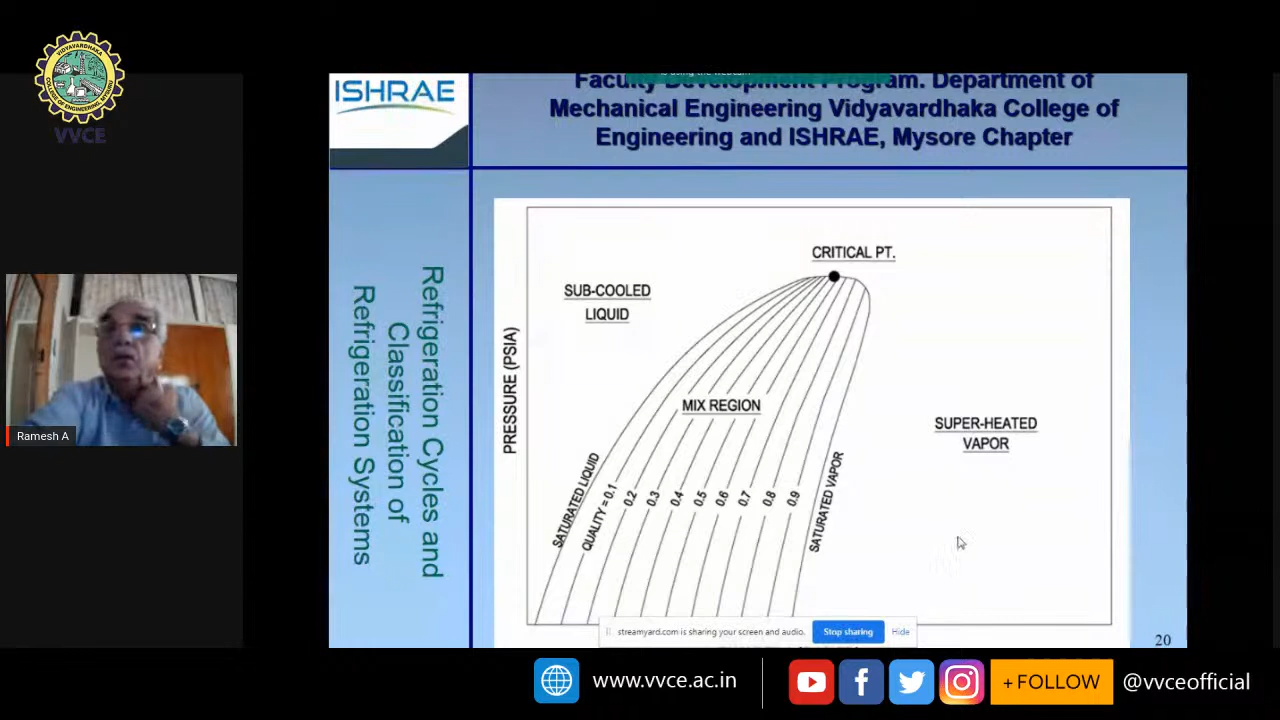 VVCE
ISHRAE
Faculty Development Program. Department of
Mechanical Engineering Vidyavardhaka College of
Engineering and ISHRAE, Mysore Chapter
Refrigeration Cycles and
Classification of
Refrigeration Systems
CRITICAL PT.
SUB-COOLED
LIQUID
PRESSURE (PSIA)
MIX REGION
SUPER-HEATED
VAPOR
SATURATED LIQUID
QUALITY = 0.1
0.2
0.3
0.4
0.5
0.6
0.7
0.8
0.9
SATURATED VAPOR
Ramesh A
streamyard.com is sharing your screen and audio.
Stop sharing
Hide
20
www.vvce.ac.in
+ FOLLOW
@vvceofficial